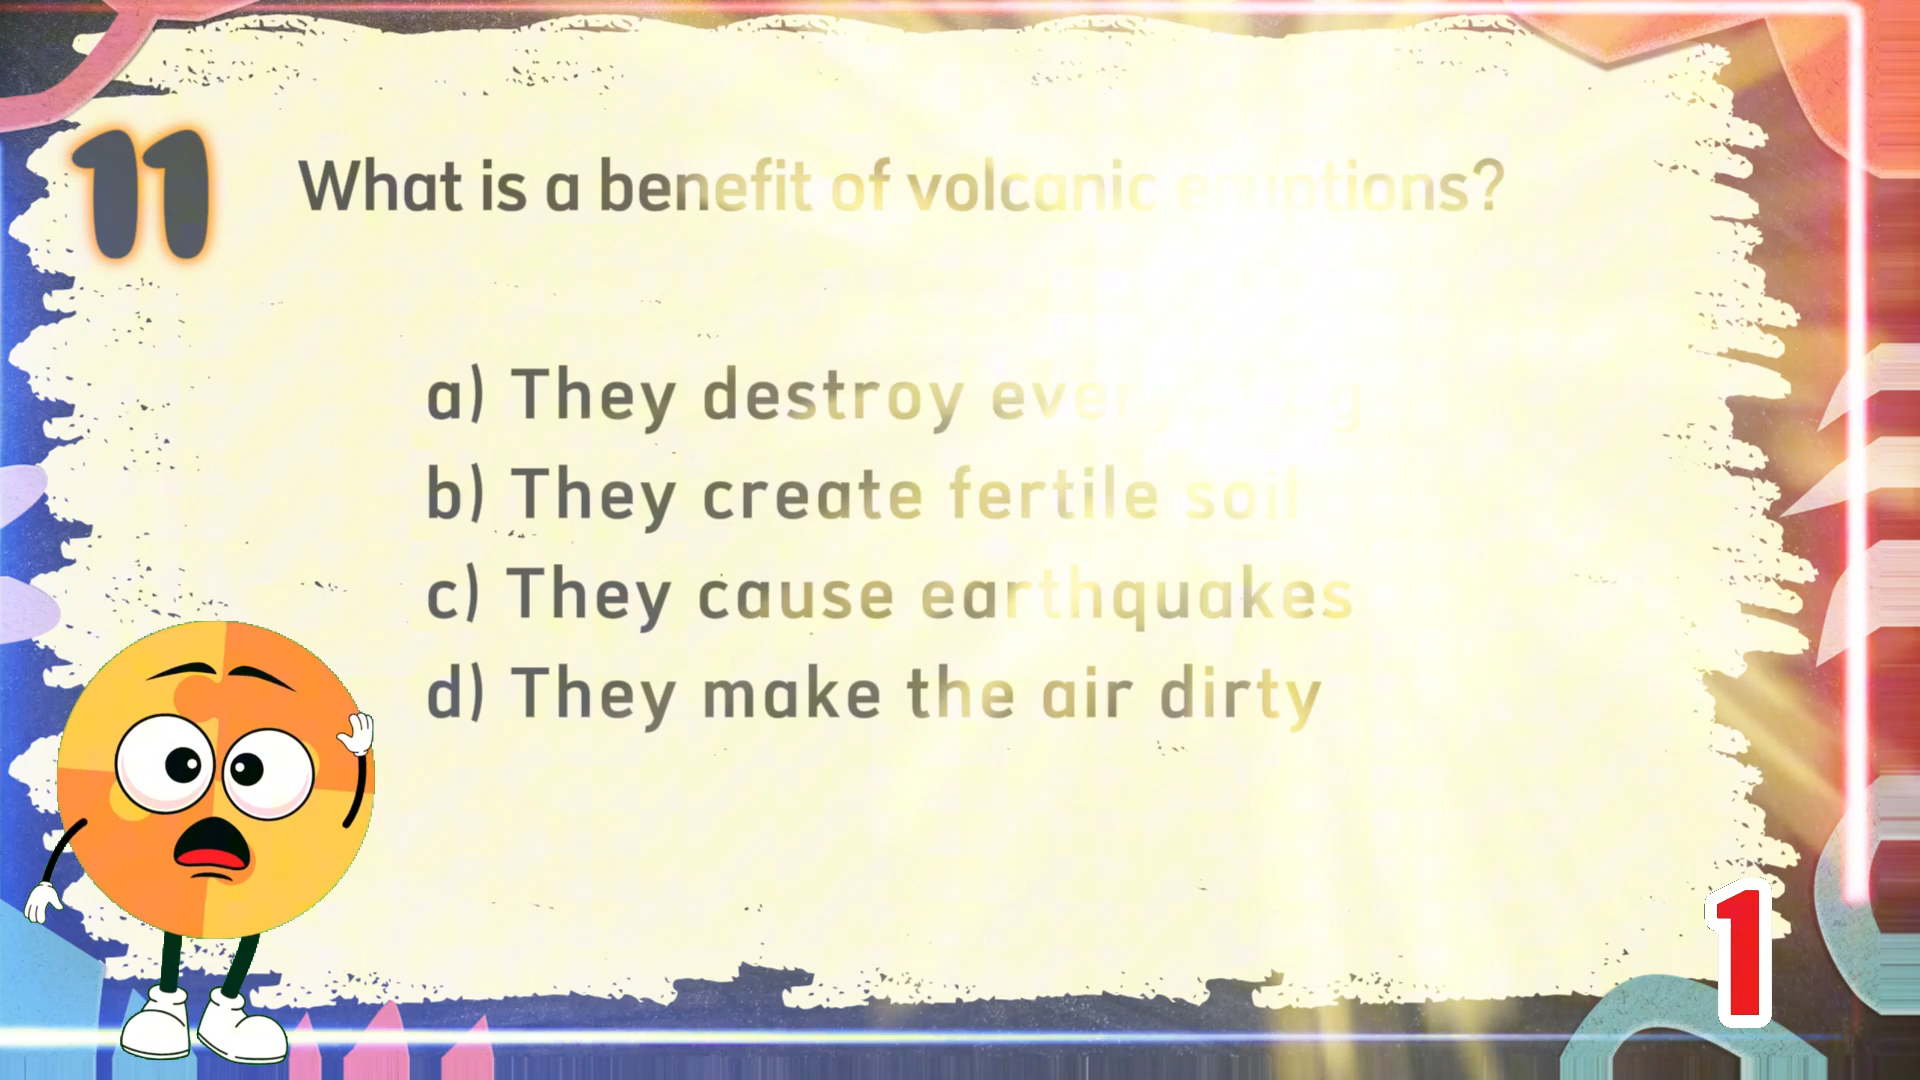 11 What is a benefit of volcanic eruptions?
a) They destroy
b) They create fertile soil
c) They cause earthquakes
d) They make the air dirty
1